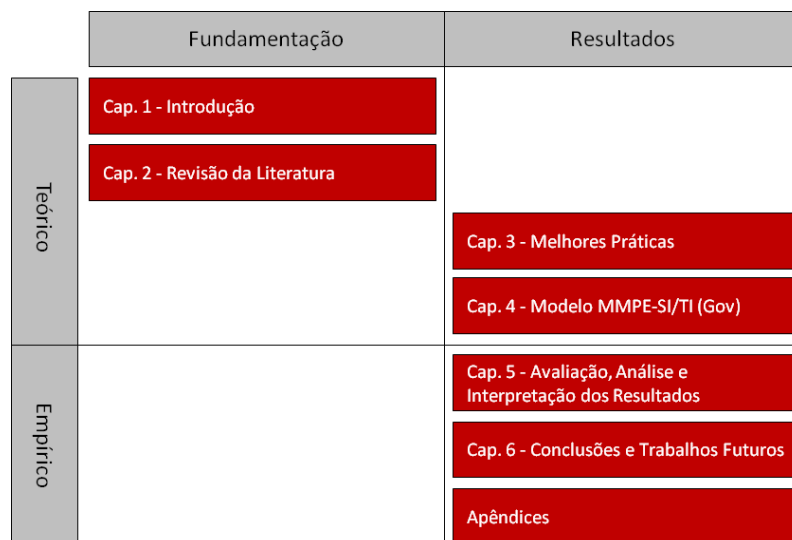 Fundamentação
Resultados
Teórico
Cap. 1 - Introdução
Cap. 2 - Revisão da Literatura
Cap. 3 - Melhores Práticas
Cap. 4 - Modelo MMPE-SI/TI (Gov)
Empírico
Cap. 5 - Avaliação, Análise e
Interpretação dos Resultados
Cap. 6 - Conclusões e Trabalhos Futuros
Apêndices